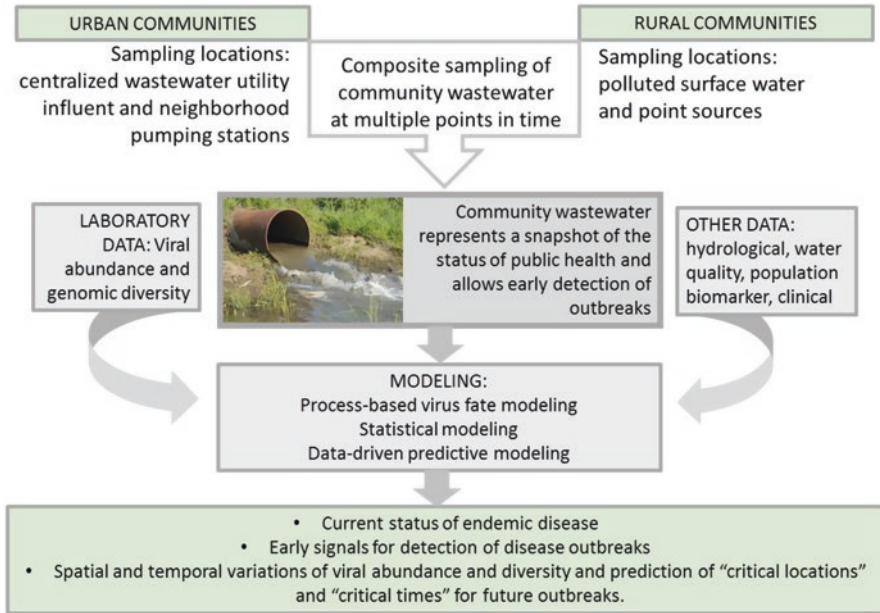 URBAN COMMUNITIES
Sampling locations:
centralized wastewater utility
influent and neighborhood
pumping stations
Composite sampling of
community wastewater
at multiple points in time
RURAL COMMUNITIES
Sampling locations:
polluted surface water
and point sources
LABORATORY
DATA: Viral
abundance and
genomic diversity
Community wastewater
represents a snapshot of the
status of public health and
allows early detection of
outbreaks
OTHER DATA:
hydrological, water
quality, population
biomarker, clinical
MODELING:
Process-based virus fate modeling
Statistical modeling
Data-driven predictive modeling
• Current status of endemic disease
• Early signals for detection of disease outbreaks
• Spatial and temporal variations of viral abundance and diversity and prediction of “critical locations”
and “critical times” for future outbreaks.